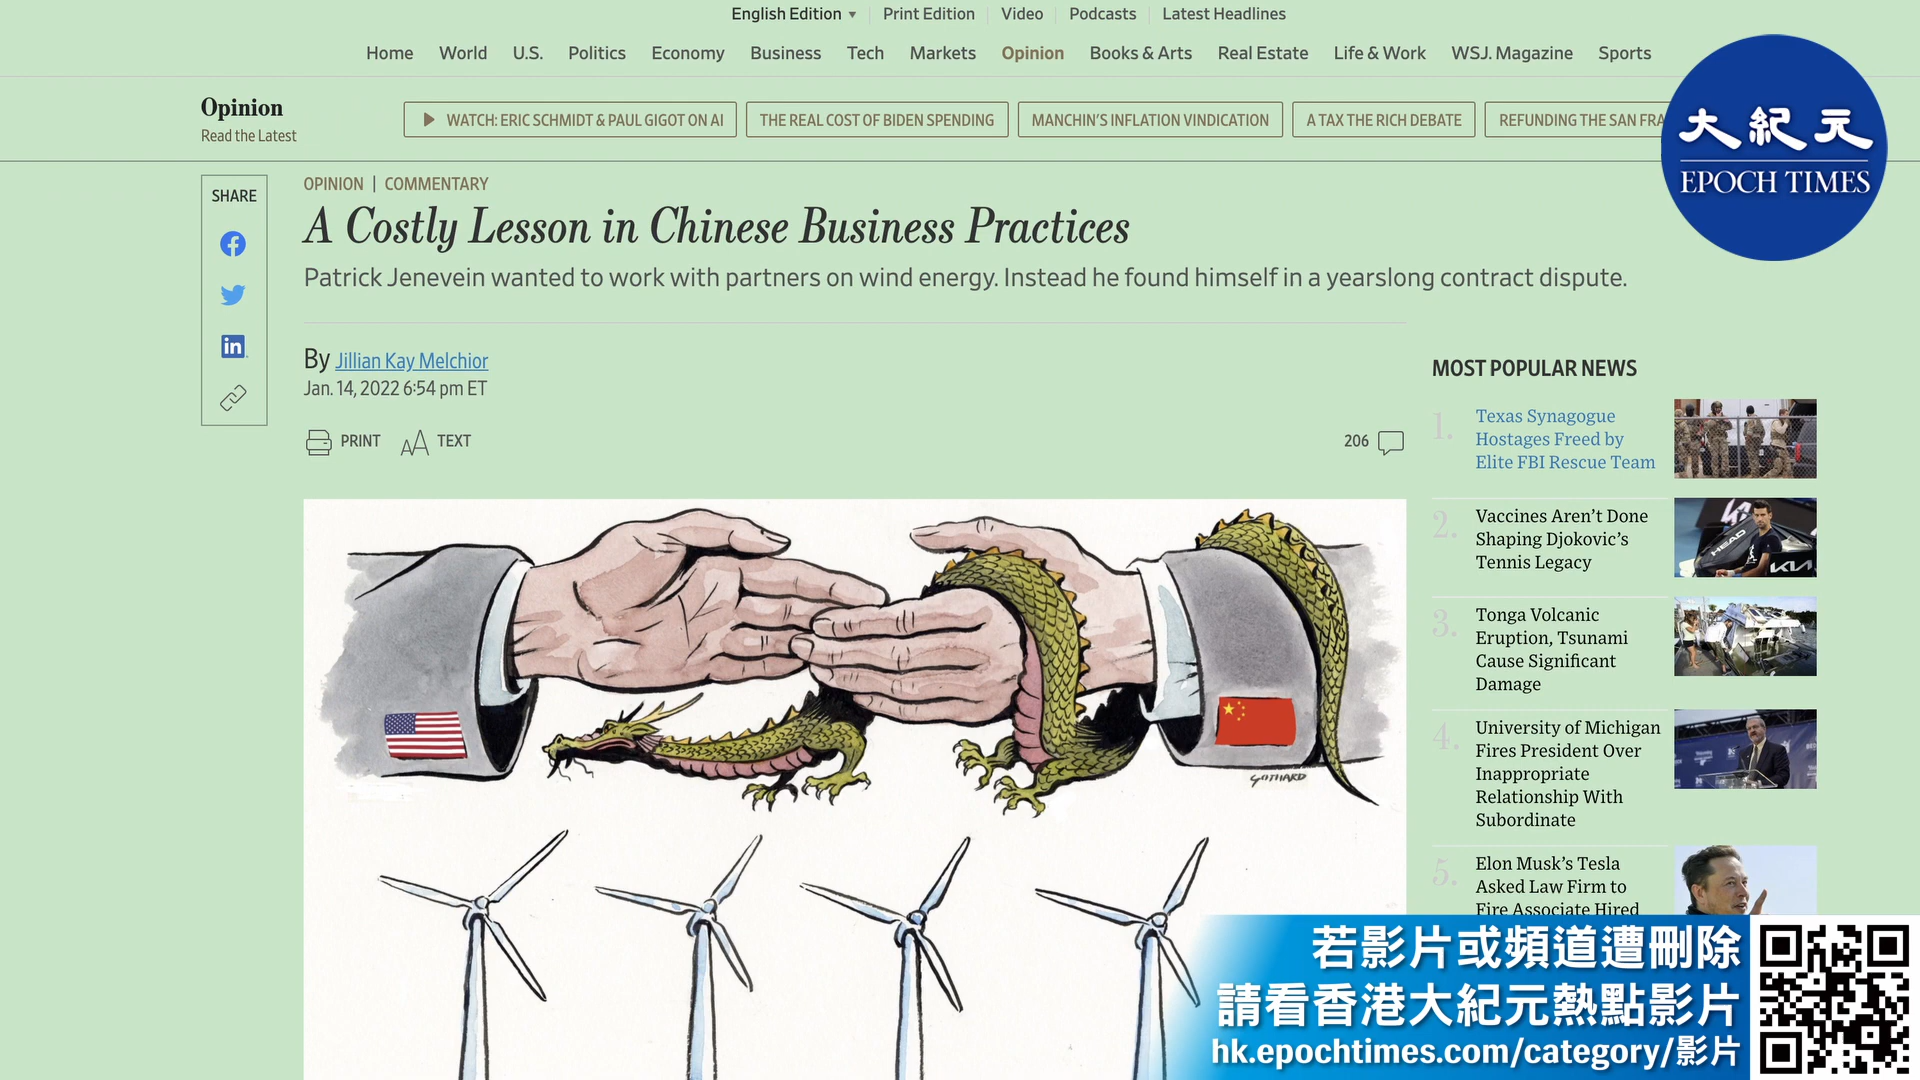 English Edition
Print Edition
Video
Podcasts
Latest Headlines
Home
World
U.S.
Politics
Economy
Business
Tech
Markets
Opinion
Books & Arts
Real Estate
Life & Work
WSJ. Magazine
Sports
Opinion
Read the Latest
WATCH: ERIC SCHMIDT & PAUL GIGOT ON AI
THE REAL COST OF BIDEN SPENDING
MANCHIN'S INFLATION VINDICATION
A TAX THE RICH DEBATE
REFUNDING THE SAN FRA
大紀元
EPOCH TIMES
SHARE
OPINION | COMMENTARY
A Costly Lesson in Chinese Business Practices
Patrick Jenevein wanted to work with partners on wind energy. Instead he found himself in a yearslong contract dispute.
By Jillian Kay Melchior
Jan. 14, 2022 6:54 pm ET
PRINT
TEXT
206
GOTHARD
MOST POPULAR NEWS
1.
Texas Synagogue
Hostages Freed by
Elite FBI Rescue Team
2.
Vaccines Aren't Done
Shaping Djokovic's
Tennis Legacy
HEAD
3.
Tonga Volcanic
Eruption, Tsunami
Cause Significant
Damage
4.
University of Michigan
Fires President Over
Inappropriate
Relationship With
Subordinate
5.
Elon Musk's Tesla
Asked Law Firm to
Fire Associate Hired
若影片或頻道遭刪除
請看香港大紀元熱點影片
hk.epochtimes.com/category/影片